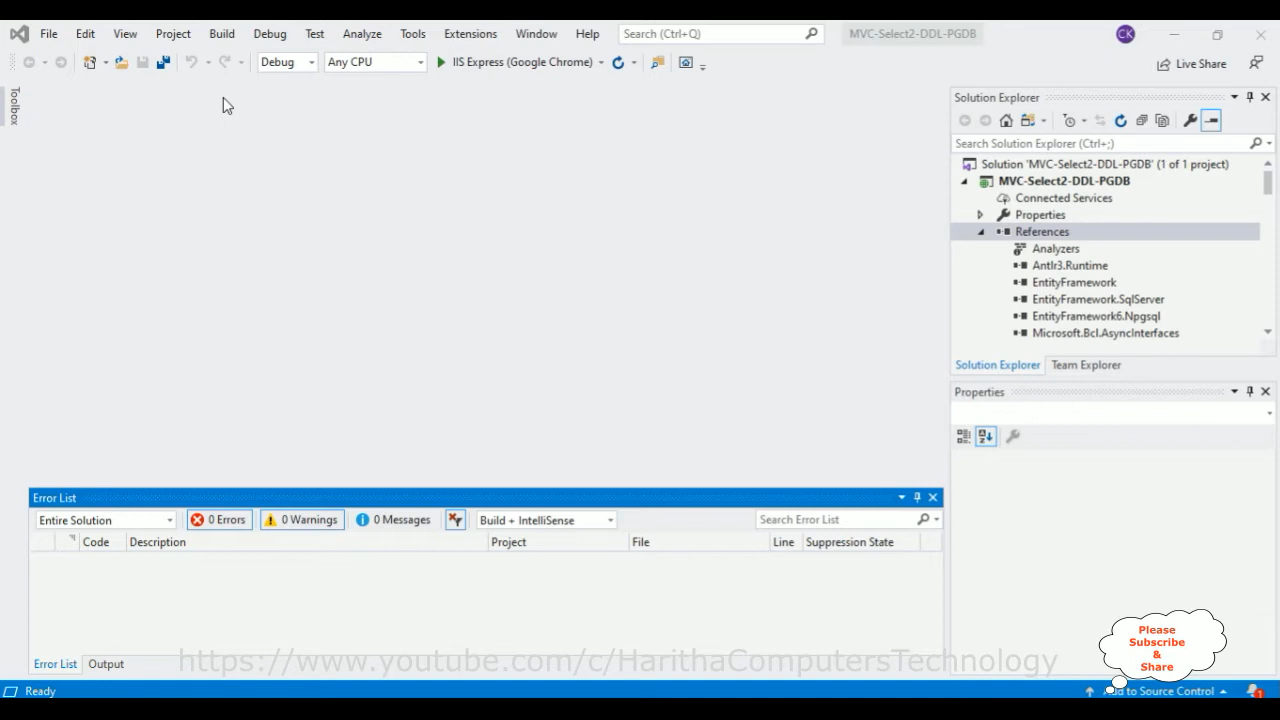 File Edit View Project Build Debug Test Analyze Tools Extensions Window Help Search (Ctrl+Q) MVC-Select2-DDL-PGDB CK
Debug Any CPU IIS Express (Google Chrome) Live Share
Toolbox
Solution Explorer
Search Solution Explorer (Ctrl+;)
Solution 'MVC-Select2-DDL-PGDB' (1 of 1 project)
MVC-Select2-DDL-PGDB
Connected Services
Properties
References
Analyzers
Antlr3.Runtime
EntityFramework
EntityFramework.SqlServer
EntityFramework6.Npgsql
Microsoft.Bcl.AsyncInterfaces
Solution Explorer Team Explorer
Properties
Error List
Entire Solution 0 Errors 0 Warnings 0 Messages Build + IntelliSense Search Error List
Code Description Project File Line Suppression State
Error List Output
https://www.youtube.com/c/HarithaComputersTechnology
Please
Subscribe
&
Share
Ready Add to Source Control 1